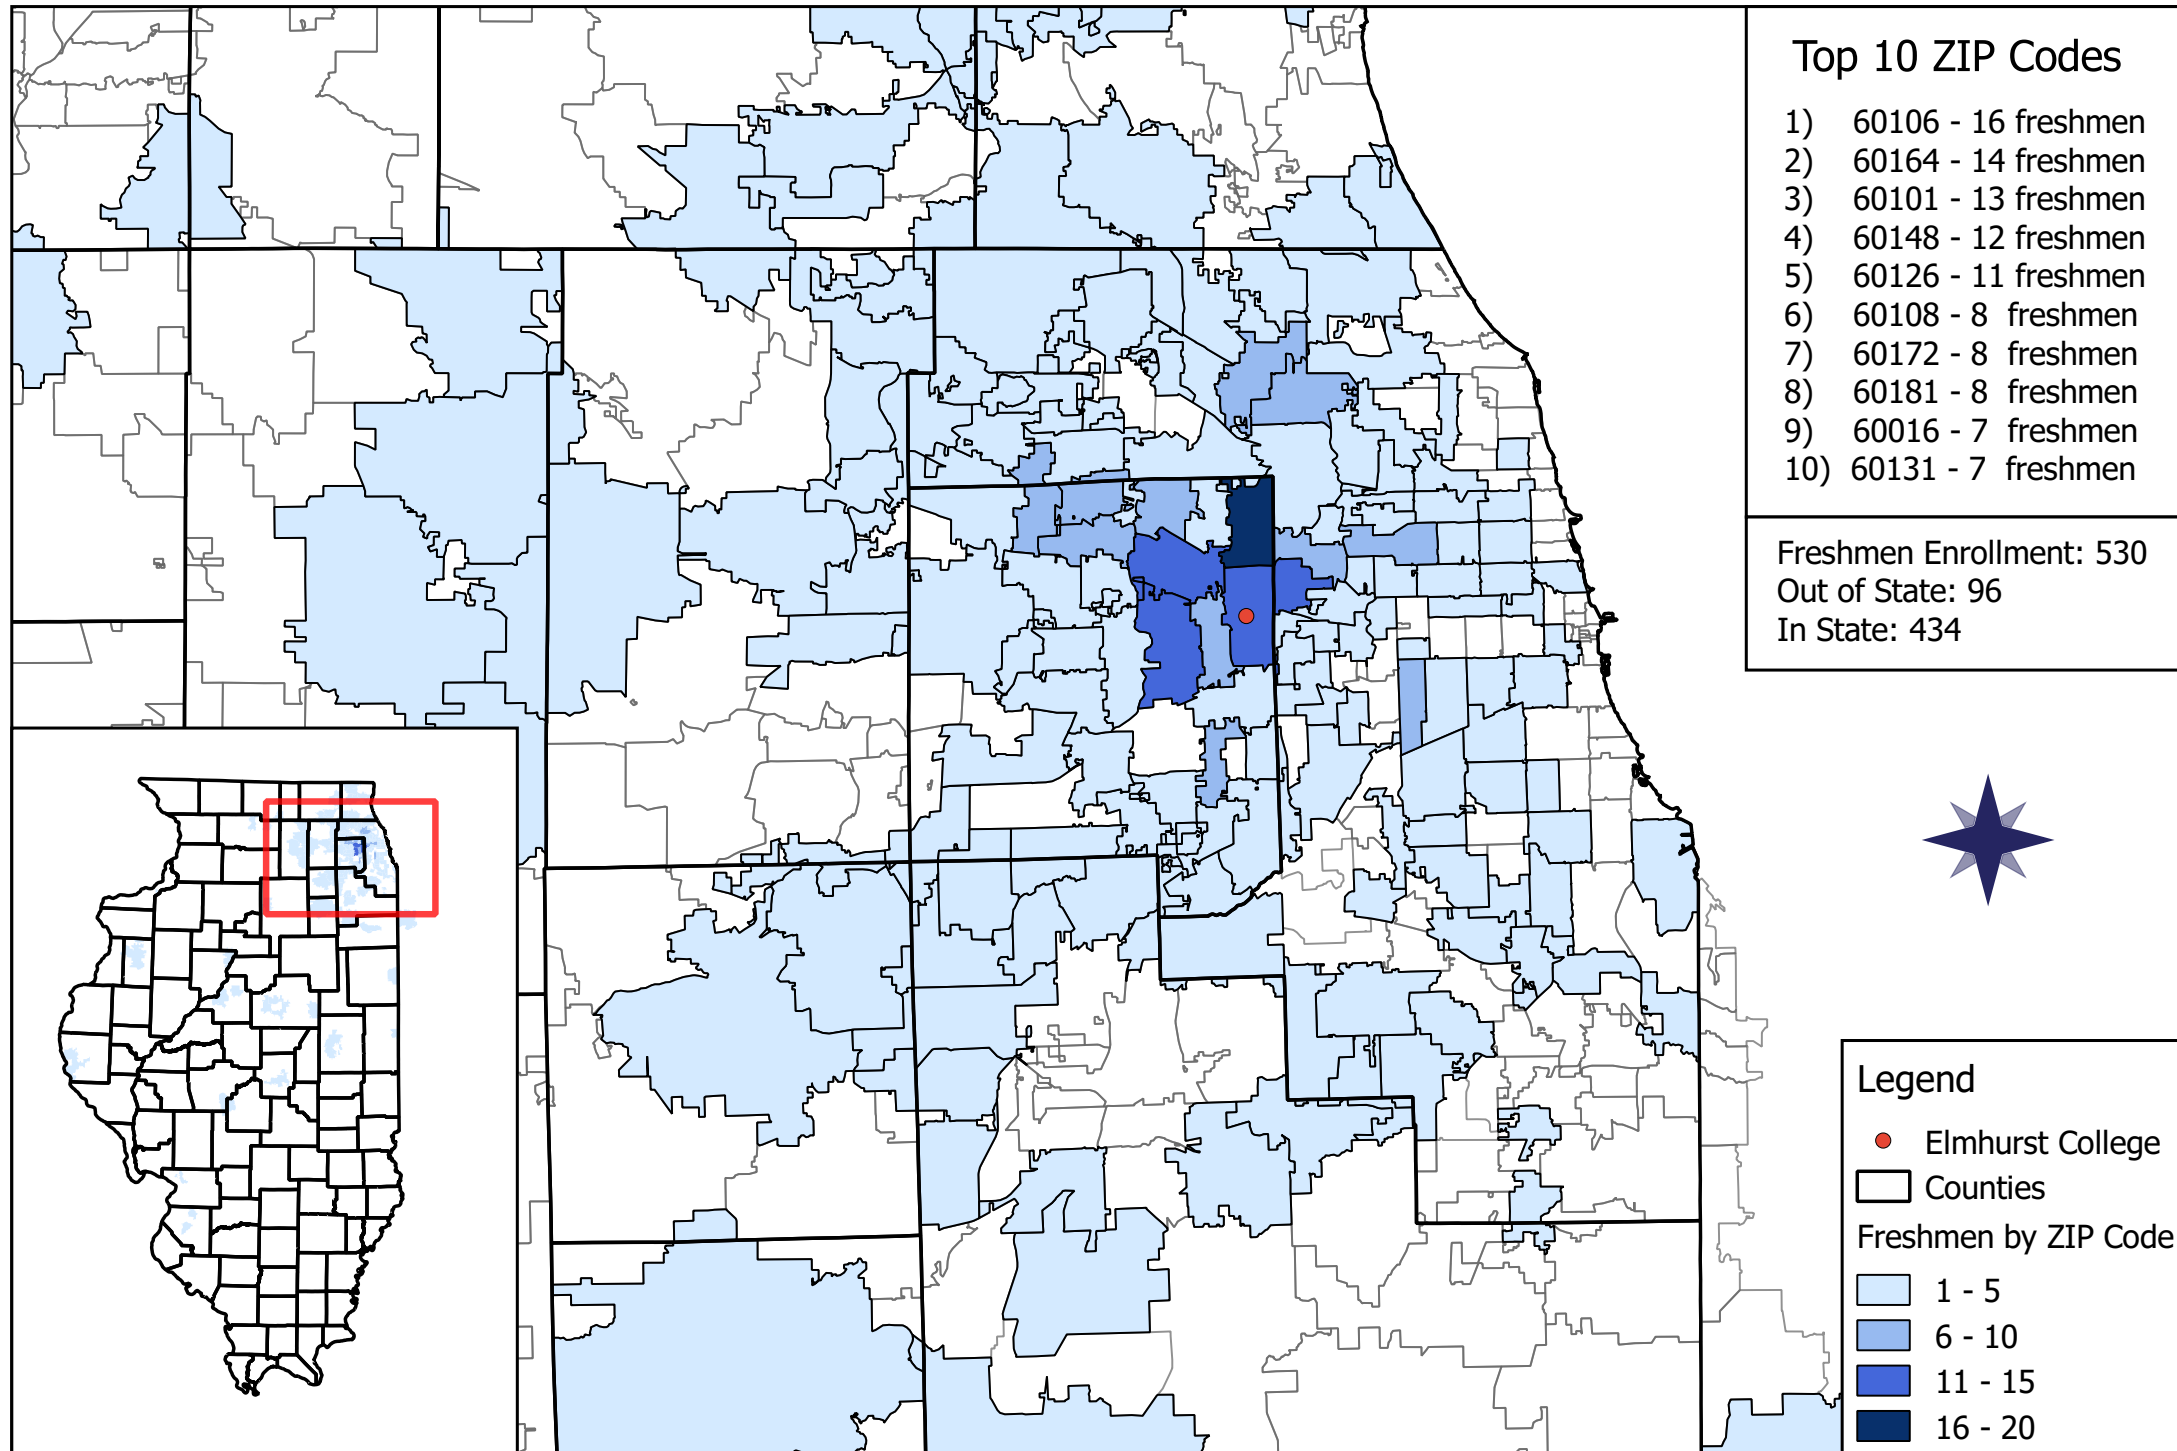 Top 10 ZIP Codes
1) 60106 - 16 freshmen
2) 60164 - 14 freshmen
3) 60101 - 13 freshmen
4) 60148 - 12 freshmen
5) 60126 - 11 freshmen
6) 60108 - 8 freshmen
7) 60172 - 8 freshmen
8) 60181 - 8 freshmen
9) 60016 - 7 freshmen
10) 60131 - 7 freshmen
Freshmen Enrollment: 530
Out of State: 96
In State: 434
Legend
Elmhurst College
Counties
Freshmen by ZIP Code
1 - 5
6 - 10
11 - 15
16 - 20